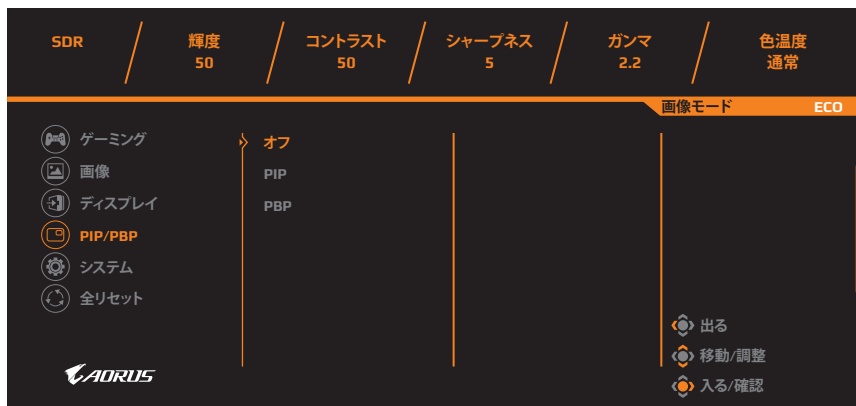 SDR
輝度
50
コントラスト
50
シャープネス
5
ガンマ
2.2
色温度
通常
画像モード ECO
ゲーミング
画像
ディスプレイ
PIP/PBP
システム
全リセット
オフ
PIP
PBP
出る
移動/調整
入る/確認
AORUS